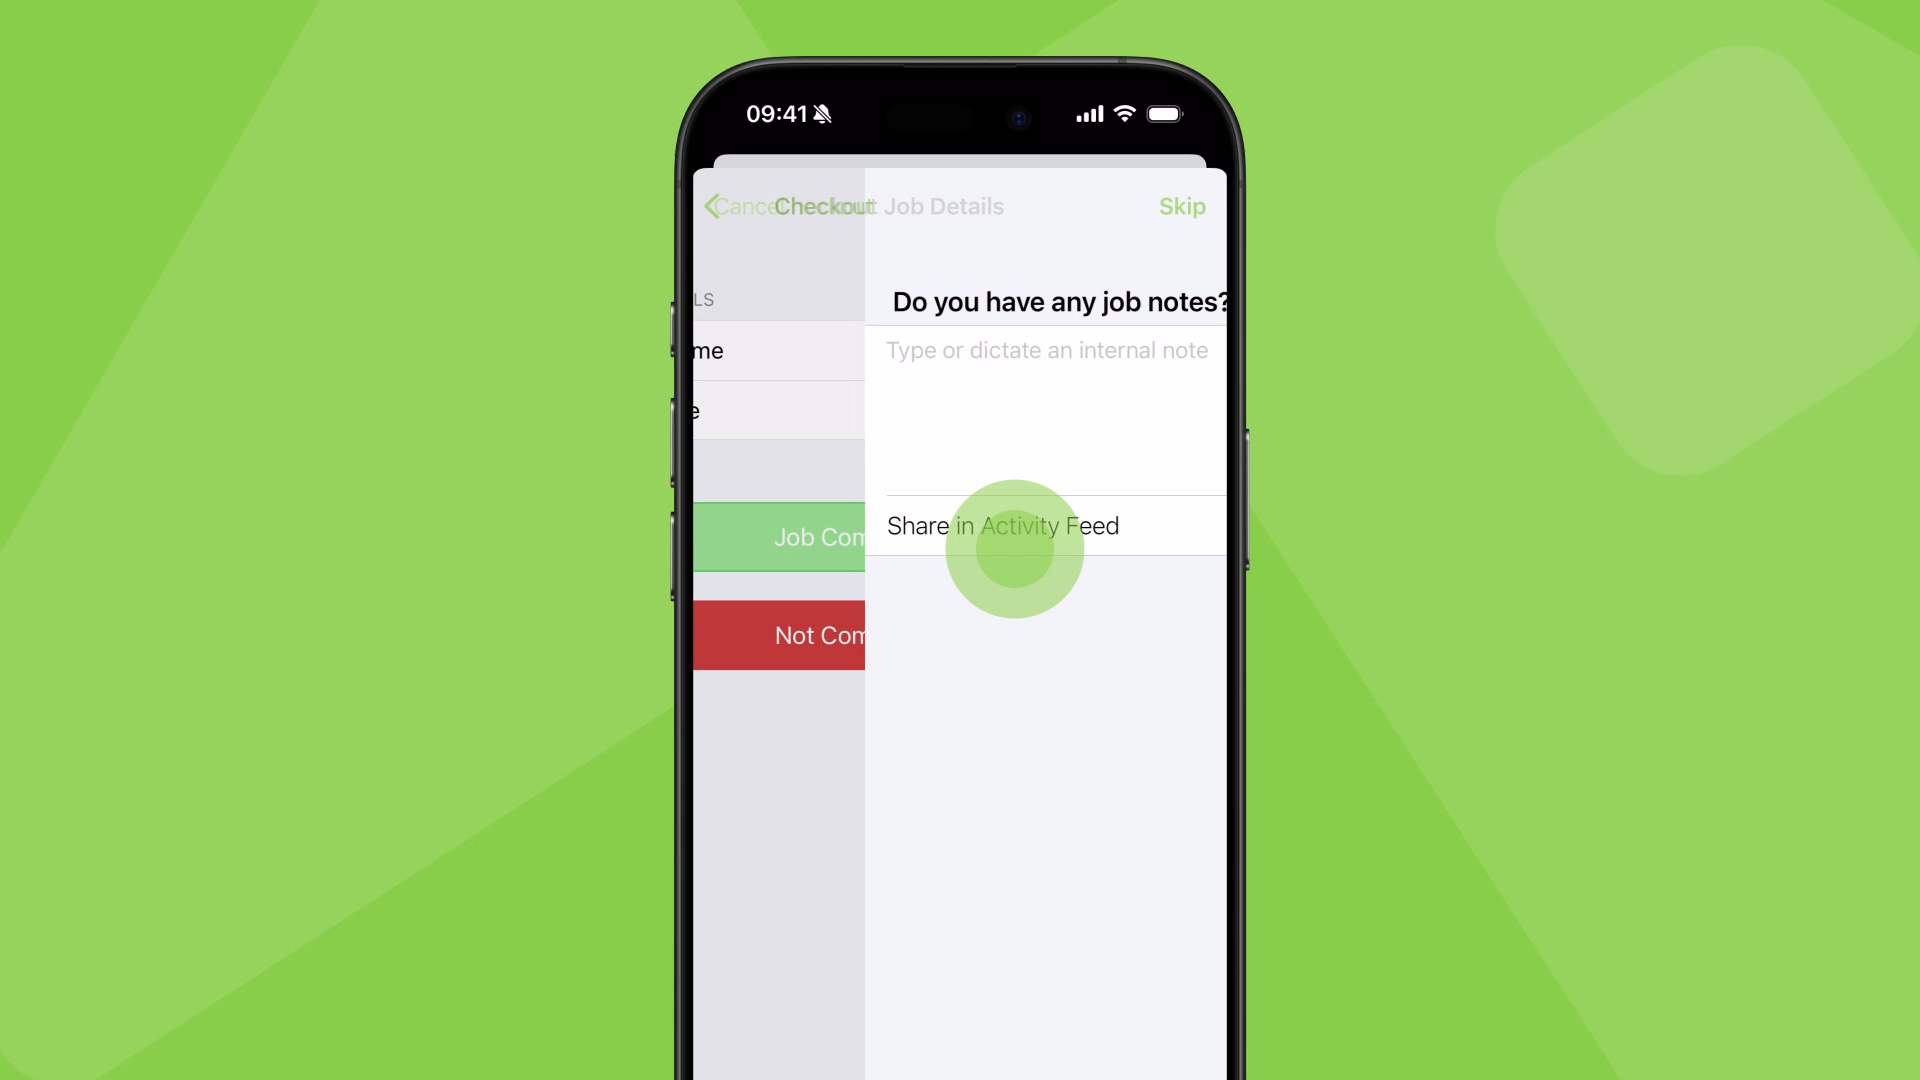 09:41
Cancel Checkout Job Details Skip
LS
Do you have any job notes?
me
Type or dictate an internal note
e
Share in Activity Feed
Job Com
Not Com